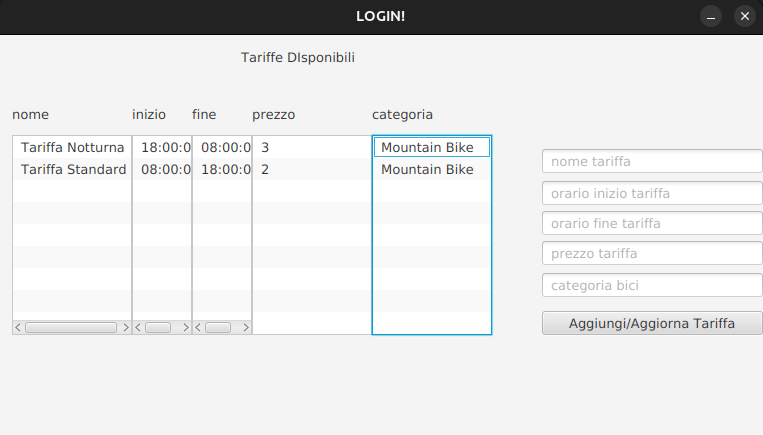 LOGIN!
Tariffe DIsponibili
nome inizio fine prezzo categoria
Tariffa Notturna 18:00:0 08:00:0 3 Mountain Bike
Tariffa Standard 08:00:0 18:00:0 2 Mountain Bike
nome tariffa
orario inizio tariffa
orario fine tariffa
prezzo tariffa
categoria bici
Aggiungi/Aggiorna Tariffa